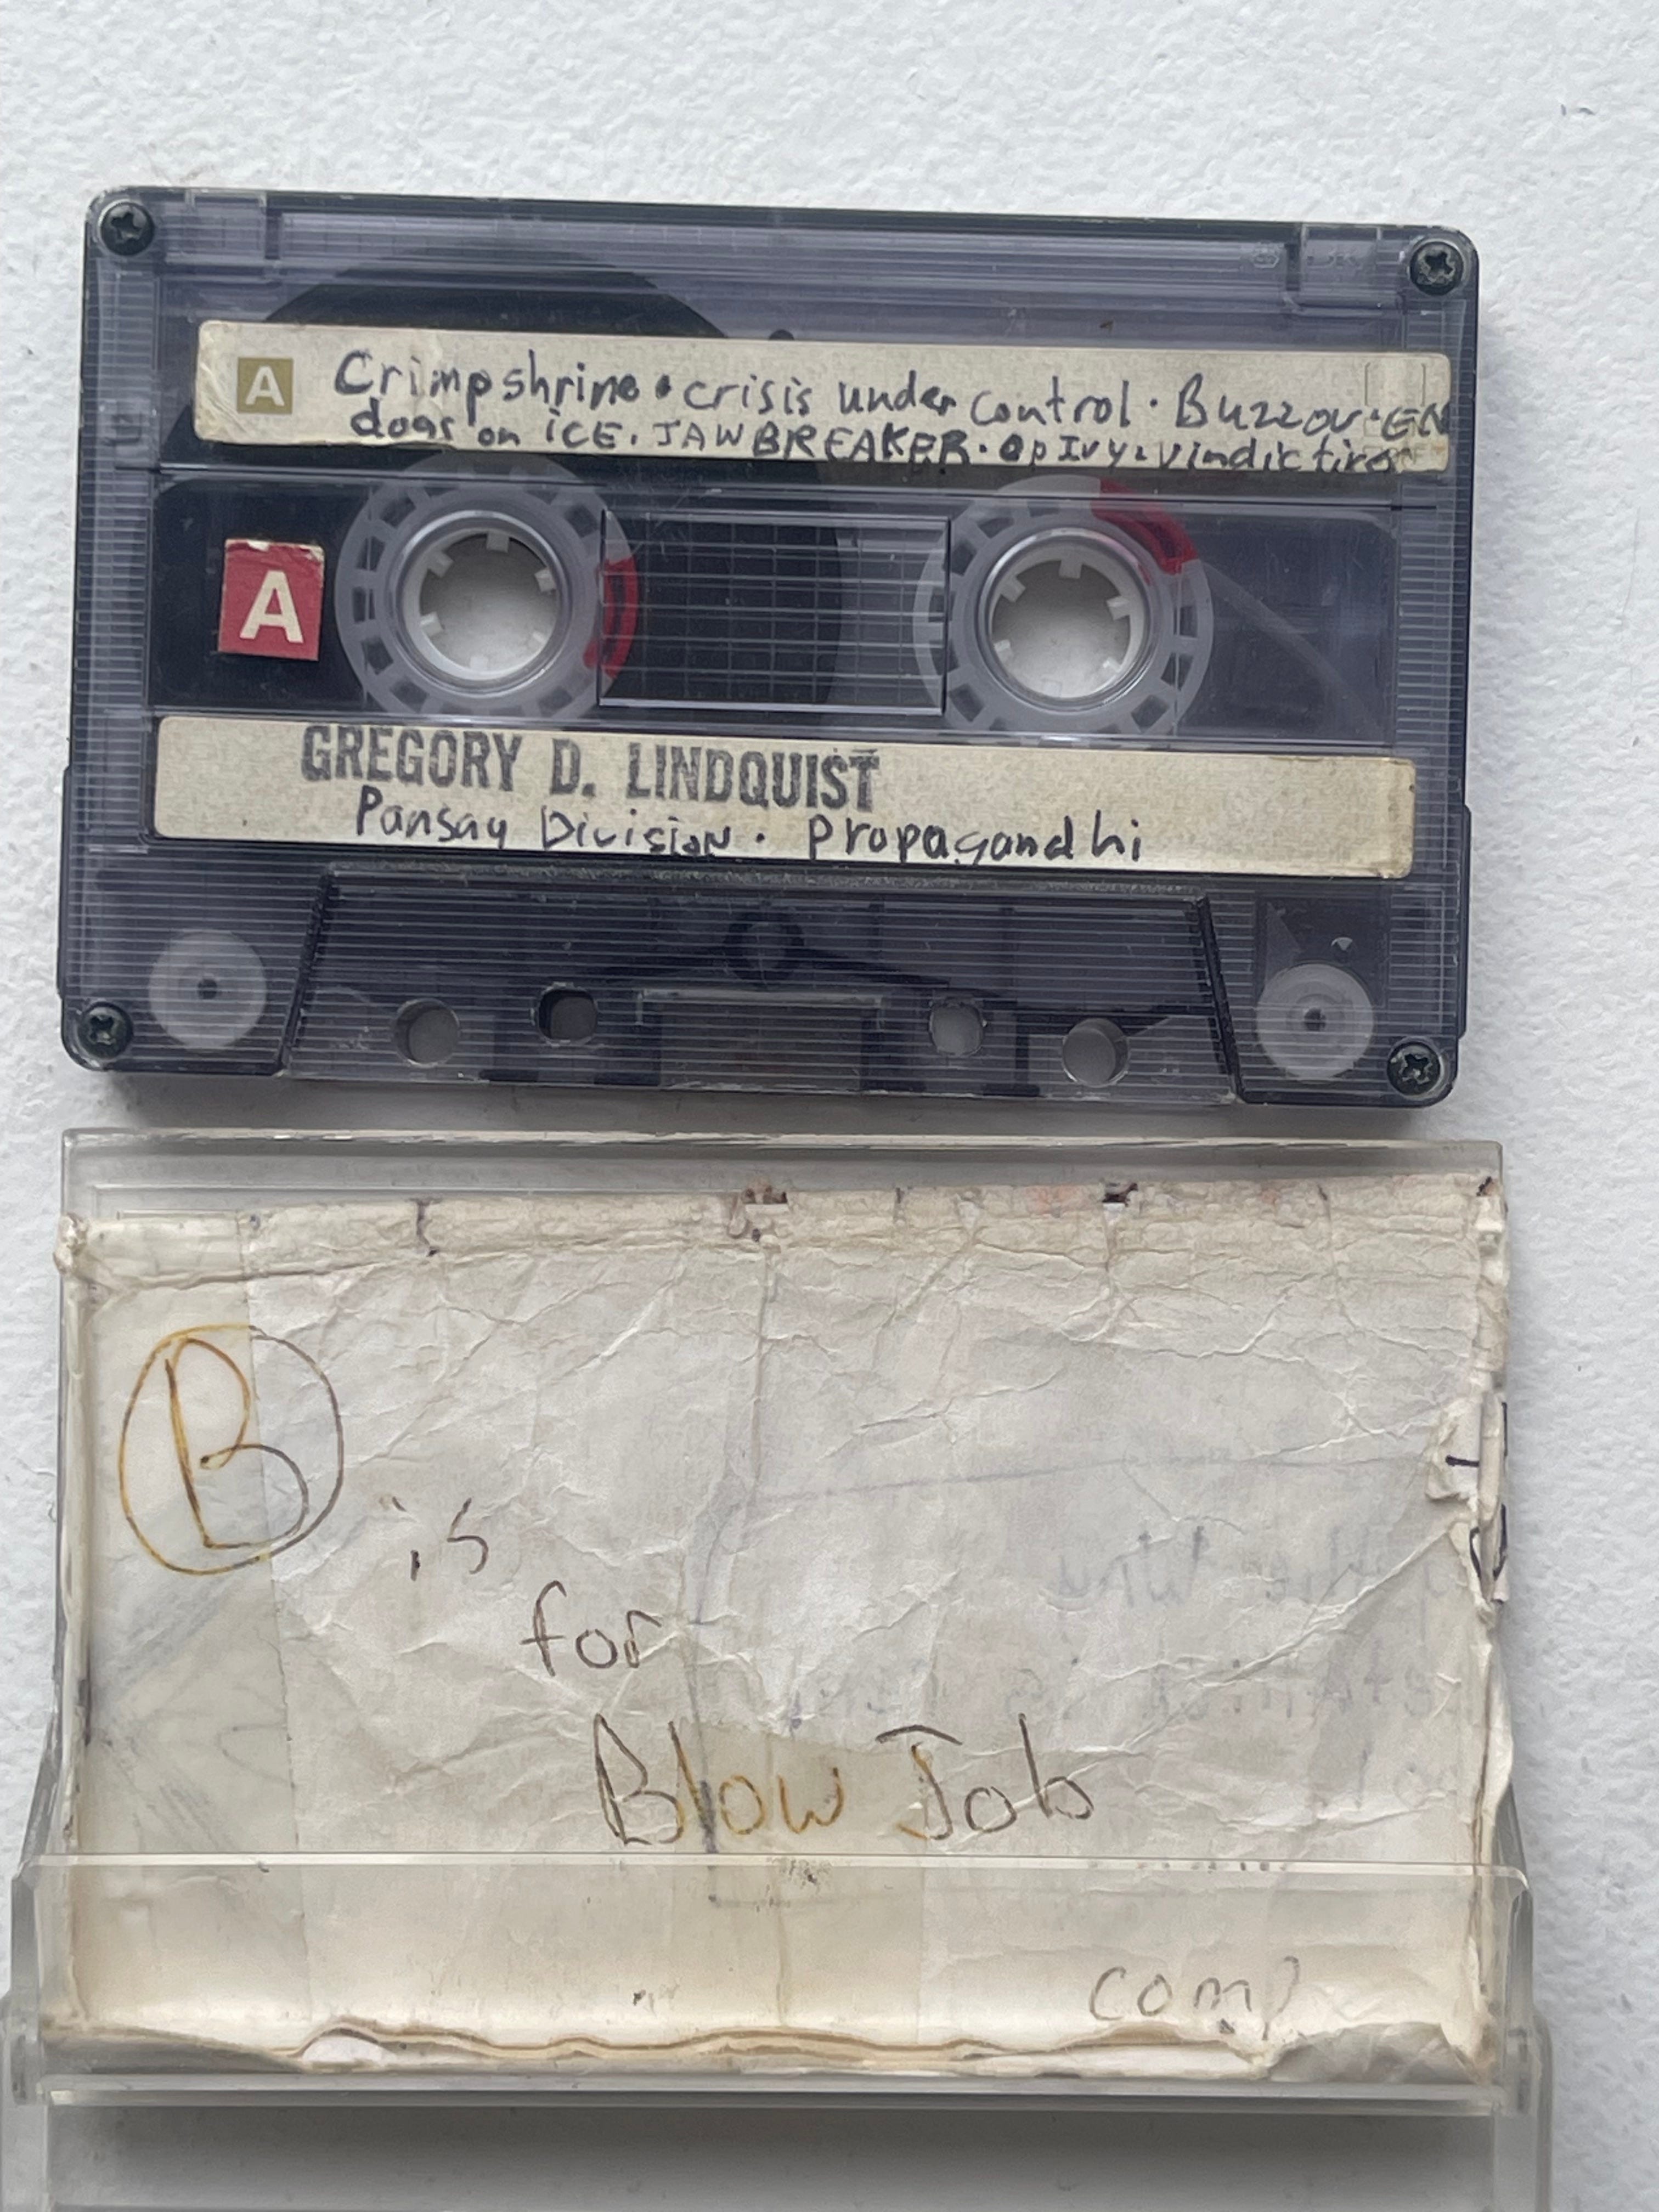 A Crimpshrine • crisis under control • Buzzov•EN
dogs on iCE. JAWBREAKER. Op Ivy. Vindictives
A
GREGORY D. LINDQUIST
Pansay Division • Propagandhi
B
is
for
Blow Job
comp